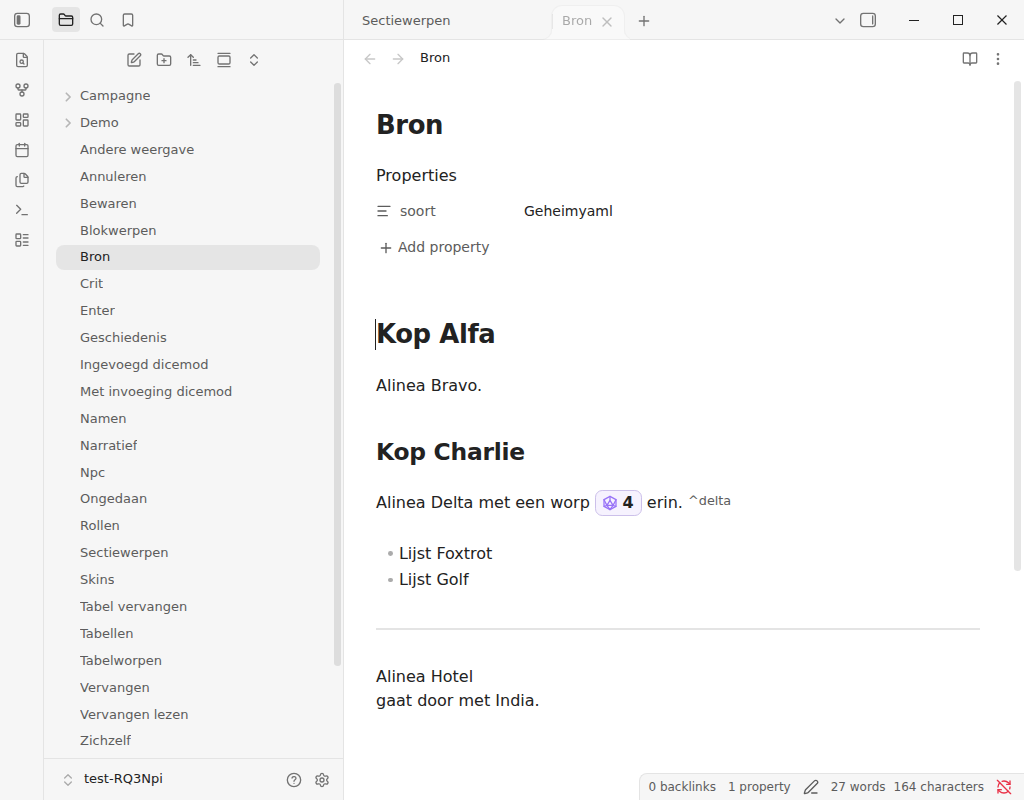 Sectiewerpen
Bron
Bron
Campagne
Demo
Andere weergave
Annuleren
Bewaren
Blokwerpen
Bron
Crit
Enter
Geschiedenis
Ingevoegd dicemod
Met invoeging dicemod
Namen
Narratief
Npc
Ongedaan
Rollen
Sectiewerpen
Skins
Tabel vervangen
Tabellen
Tabelworpen
Vervangen
Vervangen lezen
Zichzelf
test-RQ3Npi
Bron
Properties
soort Geheimyaml
Add property
Kop Alfa
Alinea Bravo.
Kop Charlie
Alinea Delta met een worp 4 erin. ^delta
Lijst Foxtrot
Lijst Golf
Alinea Hotel
gaat door met India.
0 backlinks 1 property 27 words 164 characters